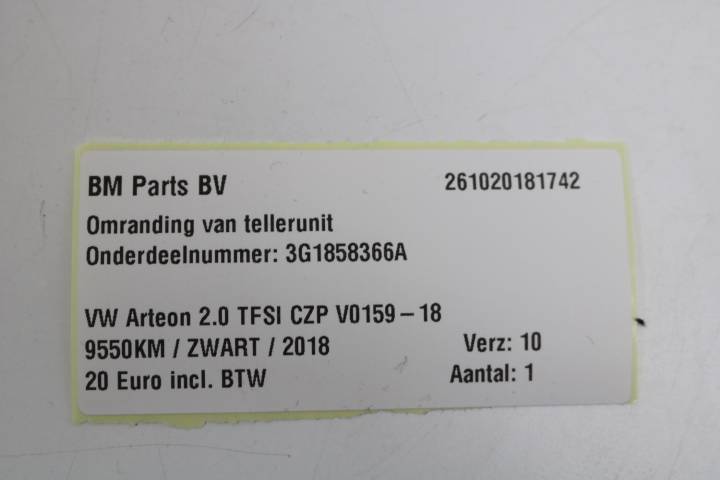 BM Parts BV 261020181742
Omranding van tellerunit
Onderdeelnummer: 3G1858366A
VW Arteon 2.0 TFSI CZP V0159-18
9550KM / ZWART / 2018 Verz: 10
20 Euro incl. BTW Aantal: 1